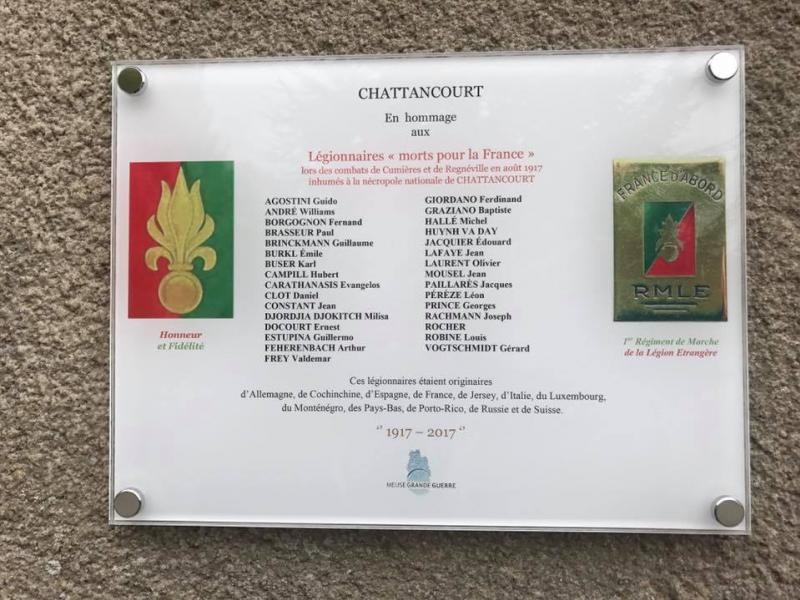 CHATTANCOURT
En hommage
aux
Légionnaires « morts pour la France »
lors des combats de Cumières et de Regnéville en août 1917
inhumés à la nécropole nationale de CHATTANCOURT
AGOSTINI Guido
ANDRÉ Williams
BORGOGNON Fernand
BRASSEUR Paul
BRINCKMANN Guillaume
BURKL Émile
BUSER Karl
CAMPILL Hubert
CARATHANASIS Evangelos
CLOT Daniel
CONSTANT Jean
DJORDJIA DJOKITCH Milisa
DOCOURT Ernest
ESTUPINA Guillermo
FEHERENBACH Arthur
FREY Valdemar
GIORDANO Ferdinand
GRAZIANO Baptiste
HALLÉ Michel
HUYNH VA DAY
JACQUIER Édouard
LAFAYE Jean
LAURENT Olivier
MOUSEL Jean
PAILLARÈS Jacques
PÉRÈZE Léon
PRINCE Georges
RACHMANN Joseph
ROCHER
ROBINE Louis
VOGTSCHMIDT Gérard
Honneur
et Fidélité
FRANCE D'ABORD
RMLE
1er Régiment de Marche
de la Légion Etrangère
Ces légionnaires étaient originaires
d'Allemagne, de Cochinchine, d'Espagne, de France, de Jersey, d'Italie, du Luxembourg,
du Monténégro, des Pays-Bas, de Porto-Rico, de Russie et de Suisse.
" 1917 – 2017 "
MEUSE GRANDE GUERRE